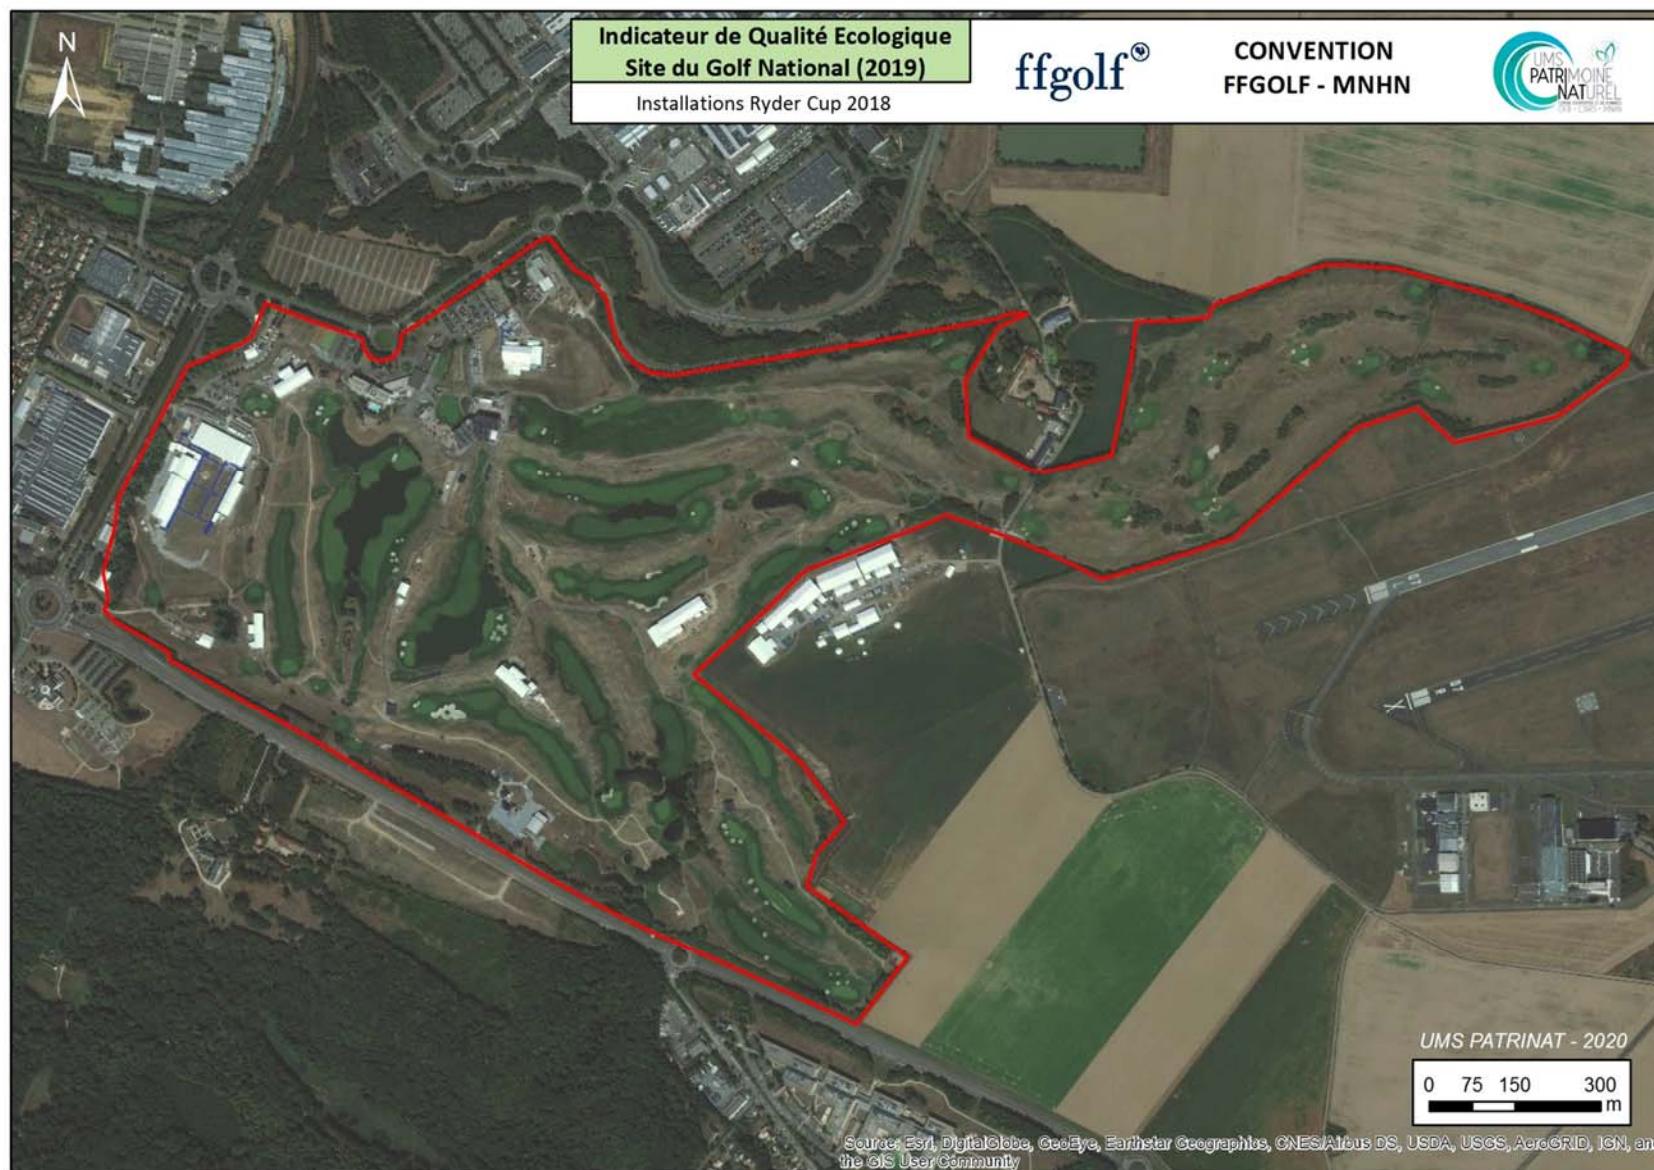 N
Indicateur de Qualité Ecologique
Site du Golf National (2019)
Installations Ryder Cup 2018
ffgolf®
CONVENTION
FFGOLF - MNHN
UMS
PATRIMOINE
NATUREL
UMS PATRINAT - 2020
0 75 150 300
m
Source: Esri, DigitalGlobe, GeoEye, Earthstar Geographics, CNES/Airbus DS, USDA, USGS, AeroGRID, IGN, and
the GIS User Community